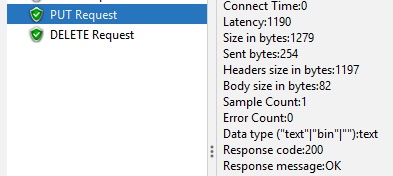 PUT Request
DELETE Request
Connect Time:0
Latency:1190
Size in bytes:1279
Sent bytes:254
Headers size in bytes:1197
Body size in bytes:82
Sample Count:1
Error Count:0
Data type ("text"|"bin"|""):text
Response code:200
Response message:OK